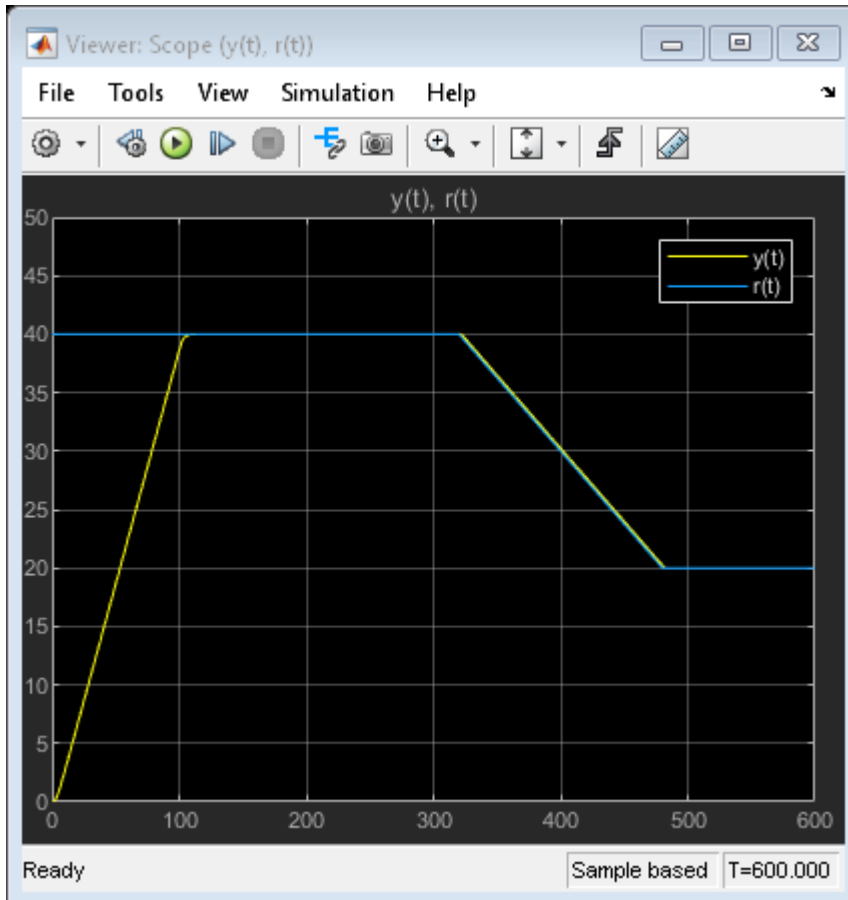 Viewer: Scope (y(t), r(t))
File Tools View Simulation Help
y(t), r(t)
50
y(t)
45
r(t)
40
35
30
25
20
15
10
5
0
0 100 200 300 400 500 600
Ready Sample based T=600.000